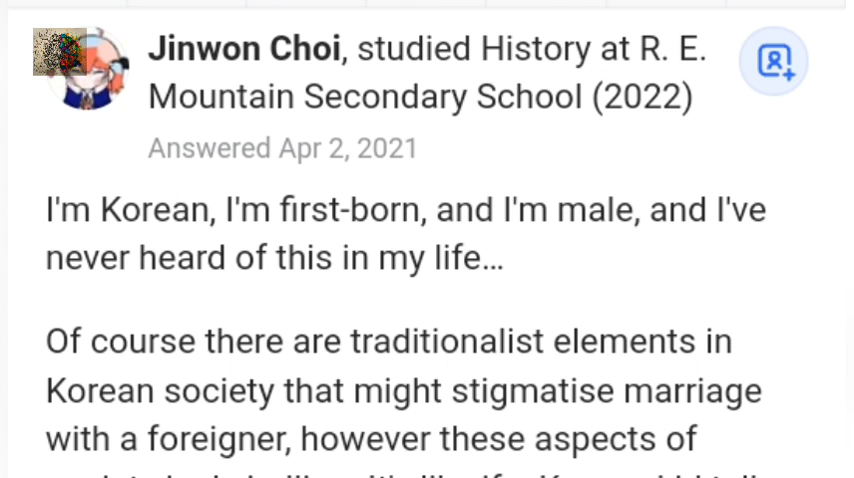 Jinwon Choi, studied History at R. E.
Mountain Secondary School (2022)
Answered Apr 2, 2021
I'm Korean, I'm first-born, and I'm male, and I've
never heard of this in my life…
Of course there are traditionalist elements in
Korean society that might stigmatise marriage
with a foreigner, however these aspects of